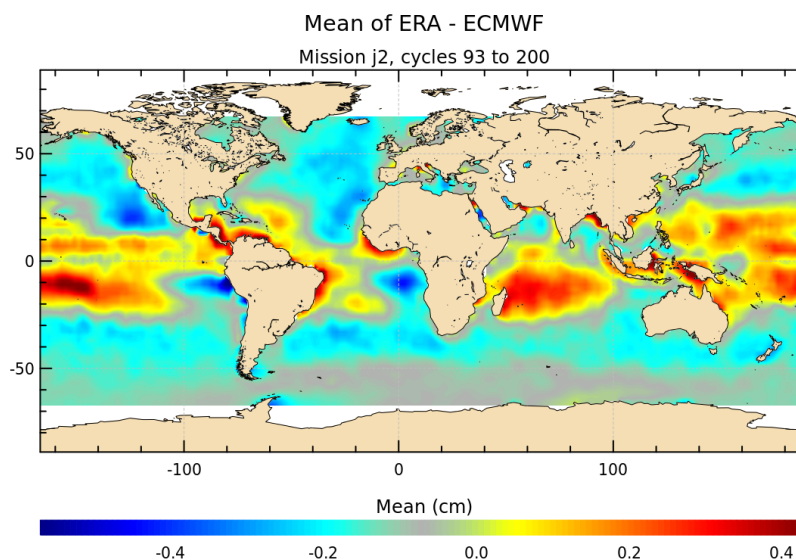 Mean of ERA - ECMWF
Mission j2, cycles 93 to 200
50
0
-50
-100 0 100
Mean (cm)
-0.4 -0.2 0.0 0.2 0.4